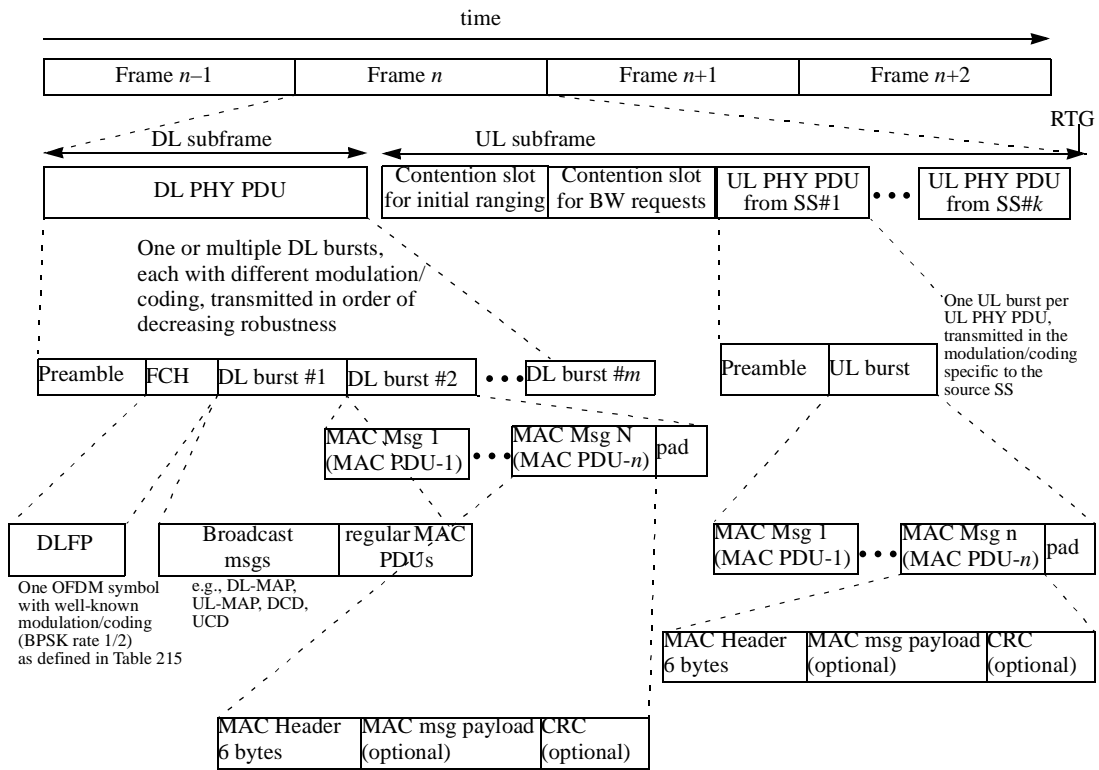 time
Frame n–1
Frame n
Frame n+1
Frame n+2
RTG
DL subframe
UL subframe
DL PHY PDU
Contention slot
for initial ranging
Contention slot
for BW requests
UL PHY PDU
from SS#1
UL PHY PDU
from SS#k
One or multiple DL bursts,
each with different modulation/
coding, transmitted in order of
decreasing robustness
One UL burst per
UL PHY PDU,
transmitted in the
modulation/coding
specific to the
source SS
Preamble
FCH
DL burst #1
DL burst #2
DL burst #m
Preamble
UL burst
MAC Msg 1
(MAC PDU-1)
MAC Msg N
(MAC PDU-n)
pad
DLFP
Broadcast
msgs
regular MAC
PDUs
MAC Msg 1
(MAC PDU-1)
MAC Msg n
(MAC PDU-n)
pad
One OFDM symbol
with well-known
modulation/coding
(BPSK rate 1/2)
as defined in Table 215
e.g., DL-MAP,
UL-MAP, DCD,
UCD
MAC Header
6 bytes
MAC msg payload
(optional)
CRC
(optional)
MAC Header
6 bytes
MAC msg payload
(optional)
CRC
(optional)